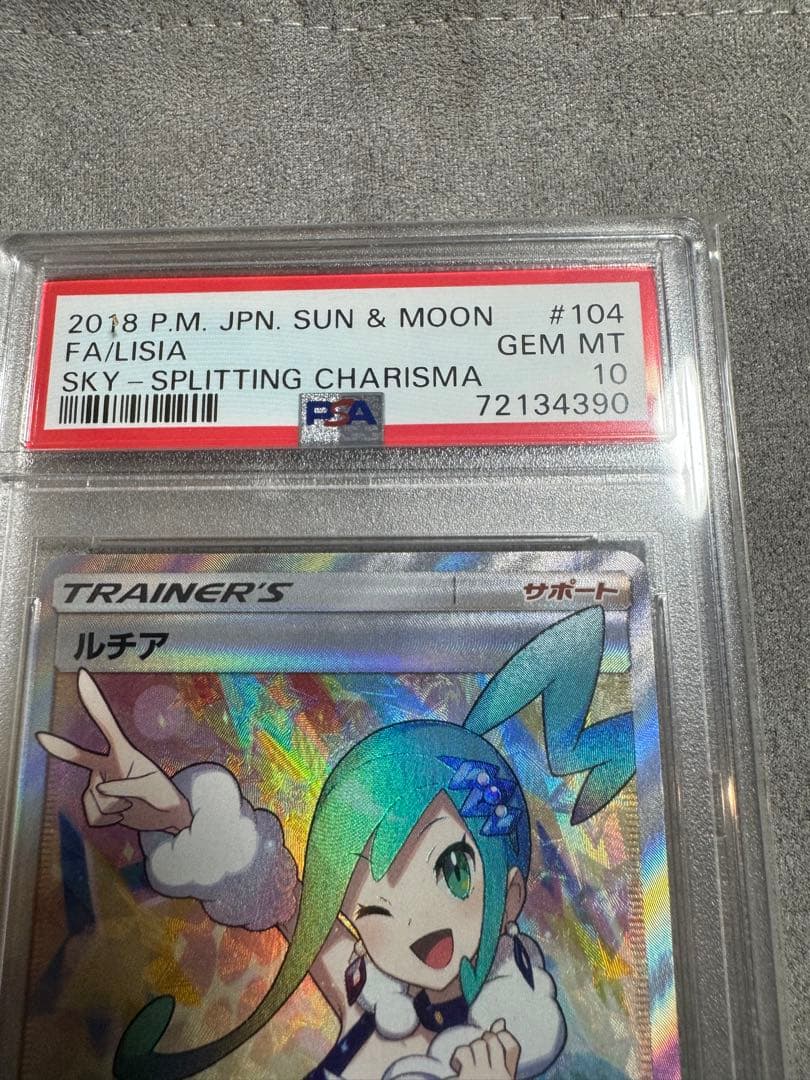 2018 P.M. JPN. SUN & MOON #104
FA/LISIA GEM MT
SKY-SPLITTING CHARISMA 10
PSA 72134390
TRAINER'S サポート
ルチア